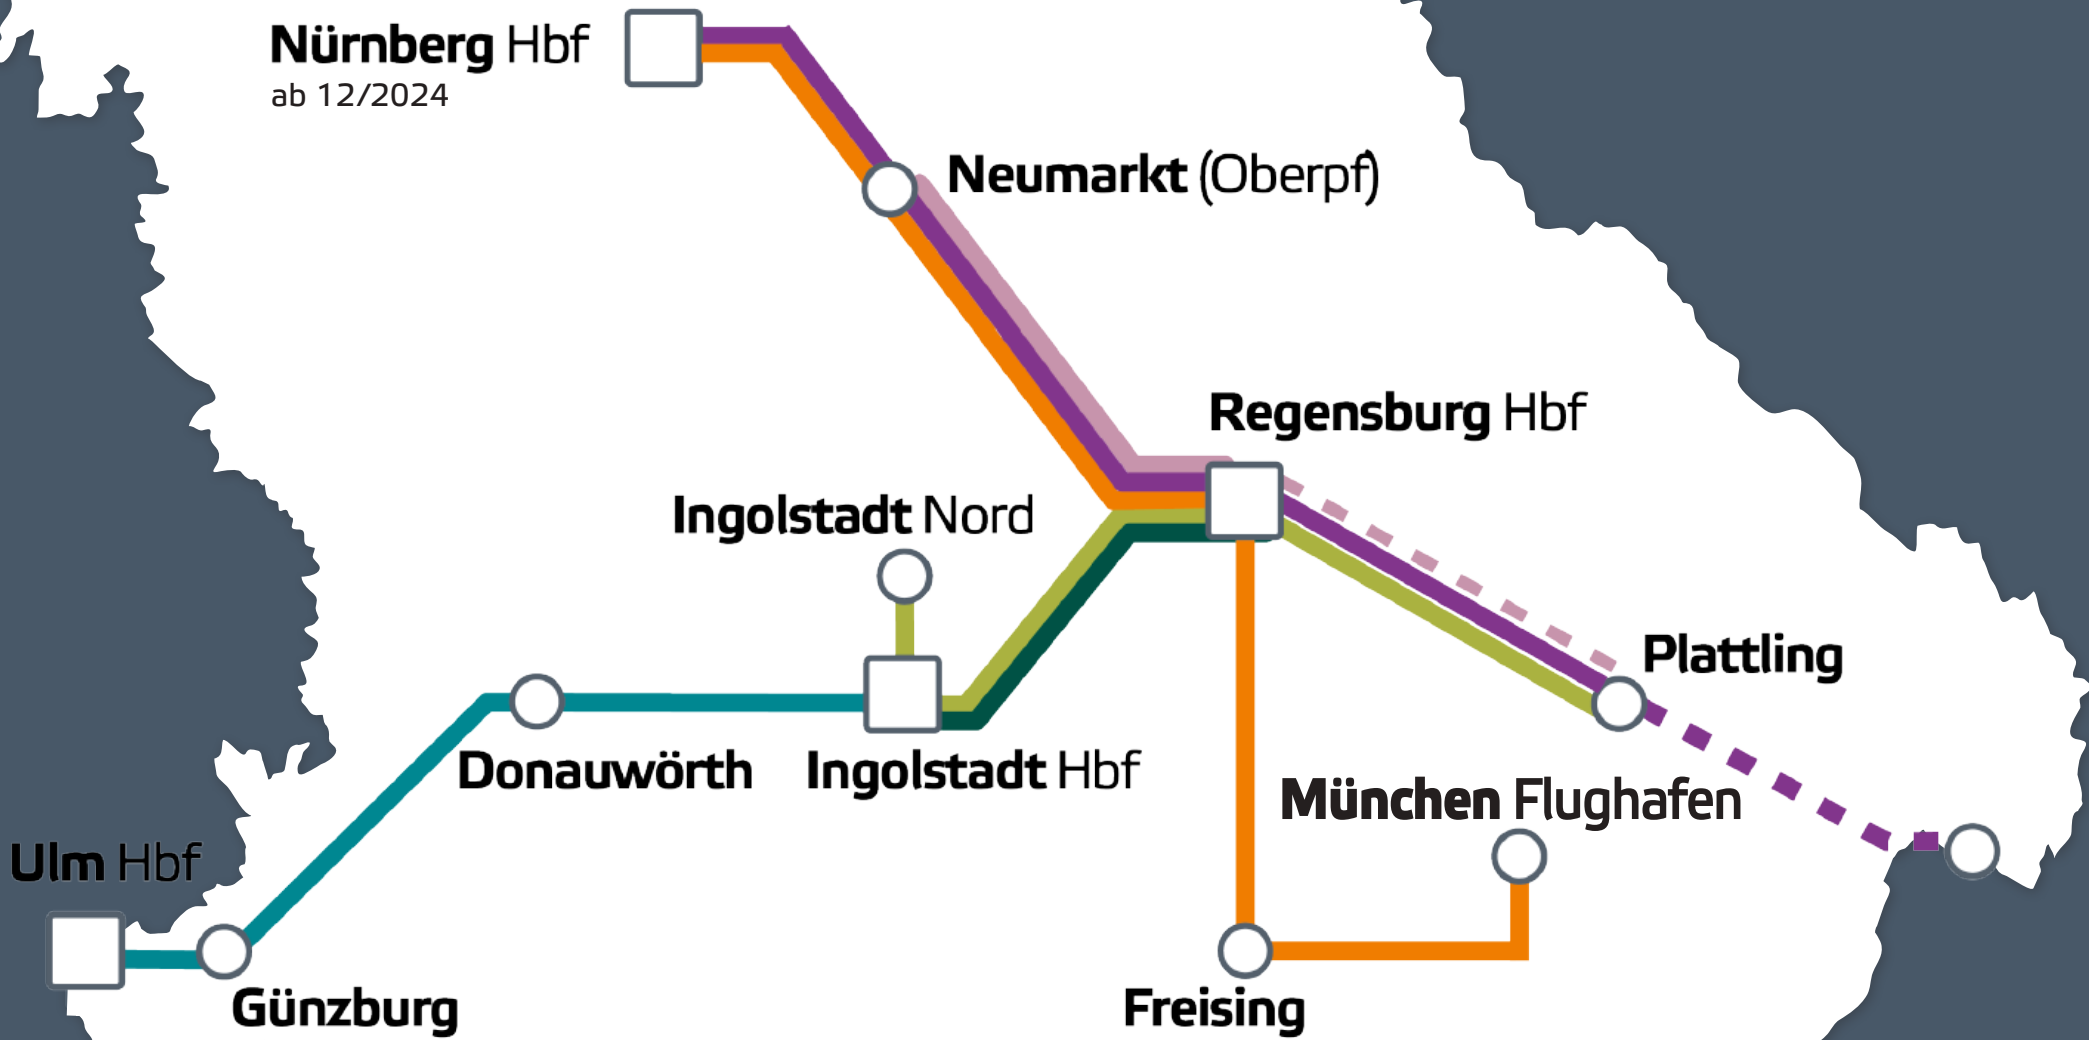 Nürnberg Hbf
ab 12/2024
Neumarkt (Oberpf)
Regensburg Hbf
Ingolstadt Nord
Plattling
Donauwörth
Ingolstadt Hbf
München Flughafen
Ulm Hbf
Günzburg
Freising